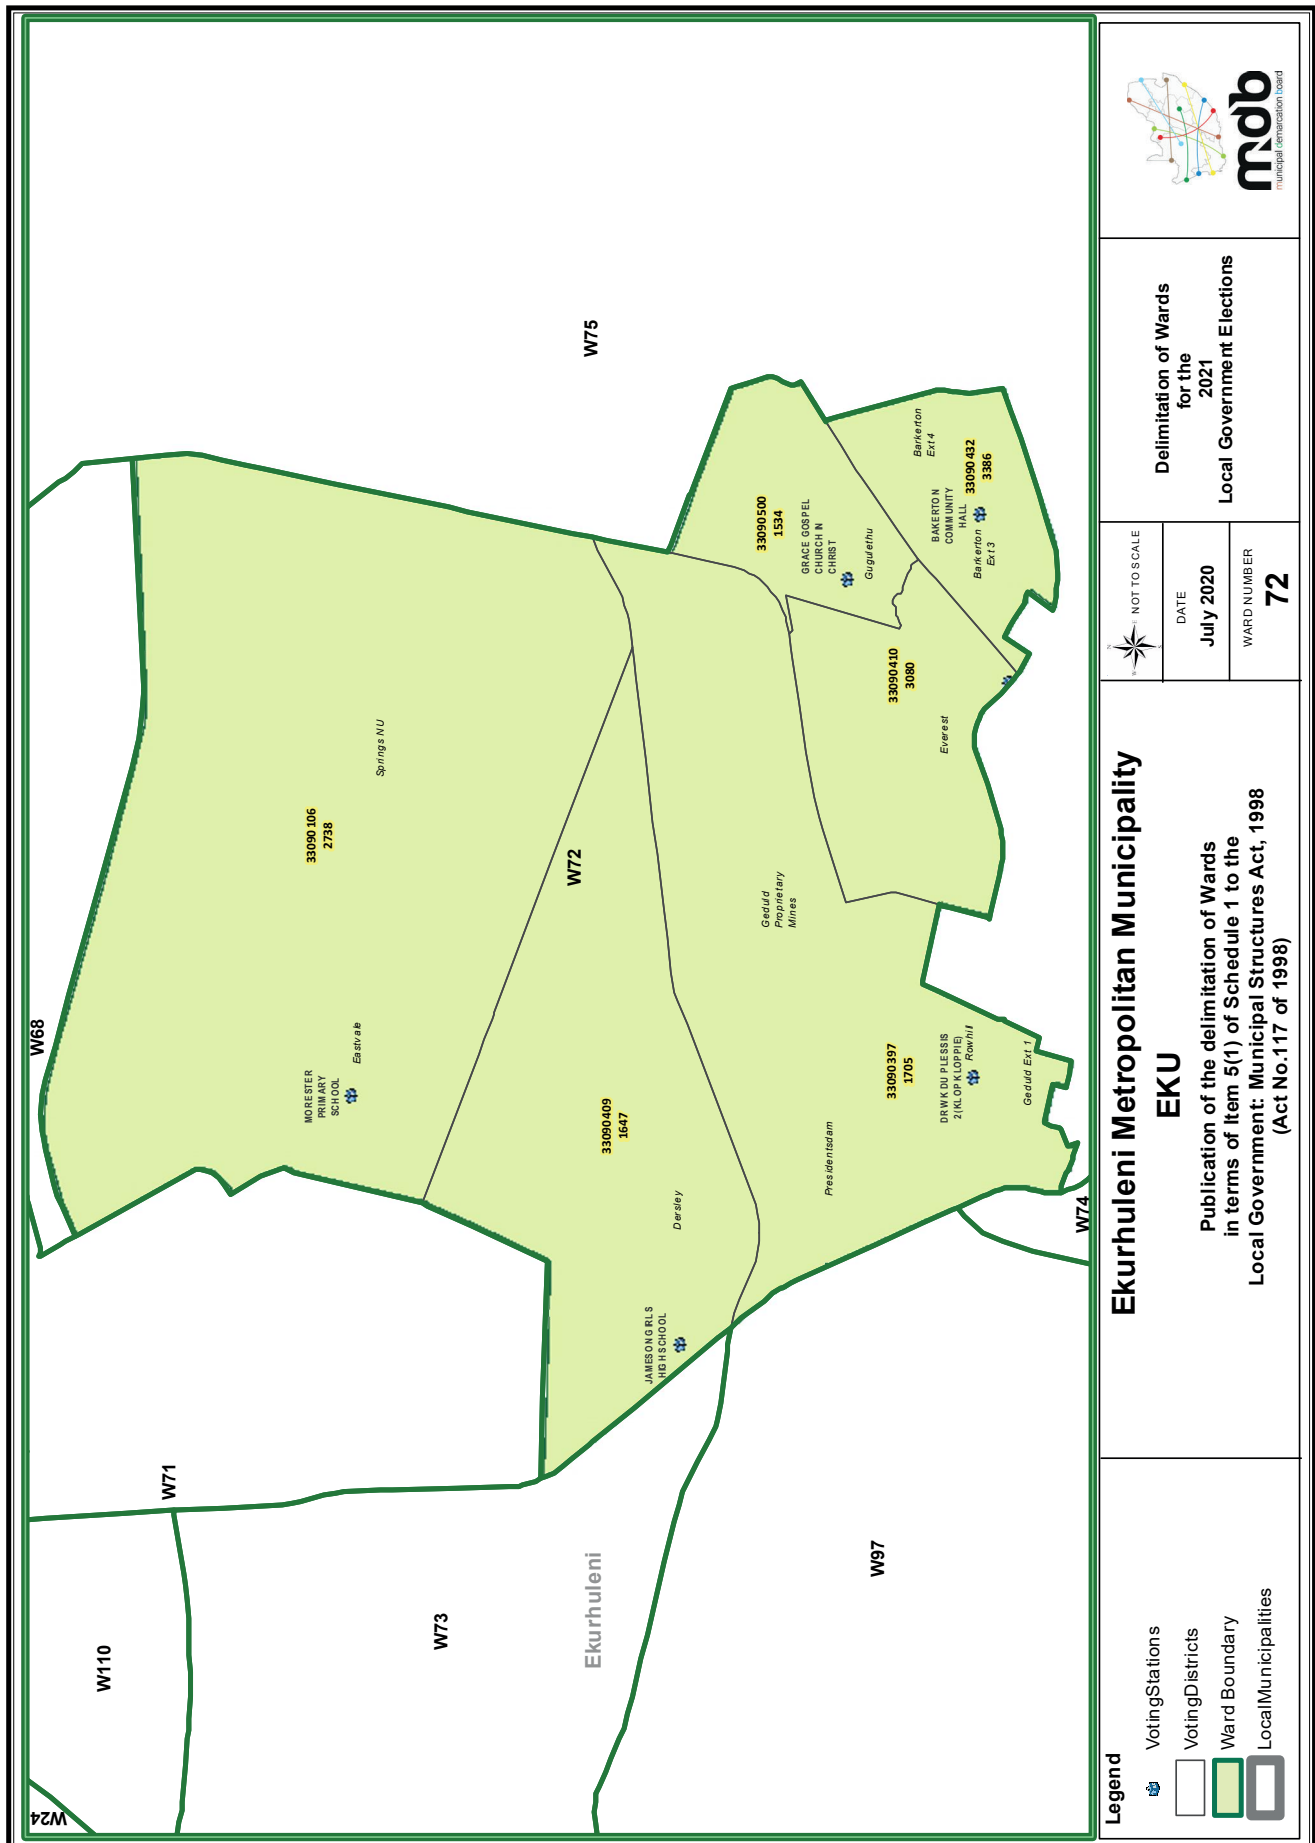 W68
W75
W71
W110
W24
W73
W97
W74
W72
Ekurhuleni
33090106
2738
Springs NU
MORESTER
PRIMARY
SCHOOL
Eastvale
33090409
1647
Dersley
JAMESON GIRLS
HIGH SCHOOL
Geduld
Proprietary
Mines
Presidentsdam
33090397
1705
DR WK DU PLESSIS
2(KLOPKLOPPIE)
Rowhill
Geduld Ext 1
33090500
1534
GRACE GOSPEL
CHURCH IN
CHRIST
Gugulethu
33090410
3080
Everest
Barkerton
Ext 4
33090432
3386
BAKERTON
COMMUNITY
HALL
Barkerton
Ext 3
Legend
VotingStations
VotingDistricts
Ward Boundary
LocalMunicipalities
Ekurhuleni Metropolitan Municipality
EKU
Publication of the delimitation of Wards
in terms of Item 5(1) of Schedule 1 to the
Local Government: Municipal Structures Act, 1998
(Act No.117 of 1998)
N
W
E
S
NOT TO SCALE
DATE
July 2020
WARD NUMBER
72
Delimitation of Wards
for the
2021
Local Government Elections
mdb
municipal demarcation board